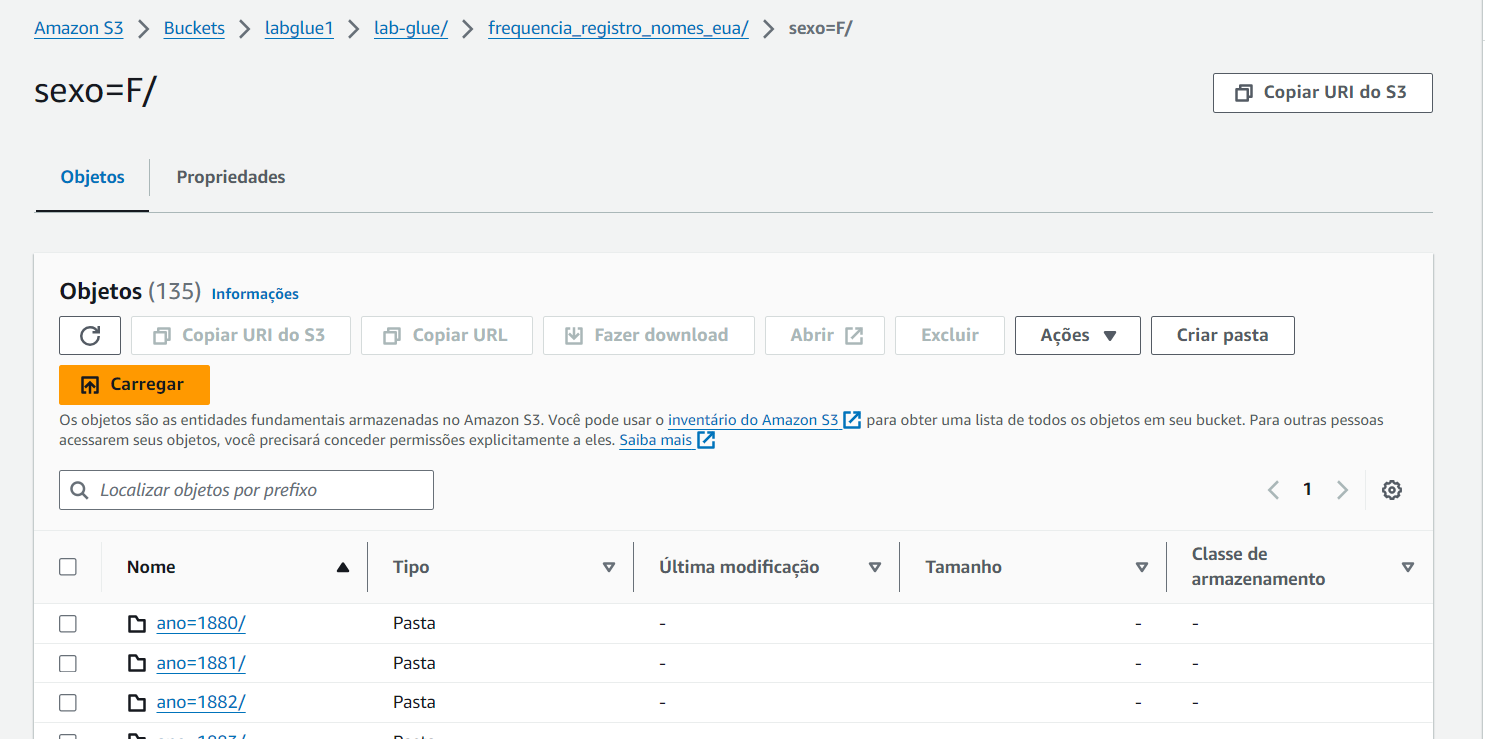 Amazon S3 > Buckets > labglue1 > lab-glue/ > frequencia_registro_nomes_eua/ > sexo=F/
sexo=F/
Copiar URI do S3
Objetos Propriedades
Objetos (135) Informações
Copiar URI do S3 Copiar URL Fazer download Abrir Excluir Ações Criar pasta
Carregar
Os objetos são as entidades fundamentais armazenadas no Amazon S3. Você pode usar o inventário do Amazon S3 para obter uma lista de todos os objetos em seu bucket. Para outras pessoas
acessarem seus objetos, você precisará conceder permissões explicitamente a eles. Saiba mais
Localizar objetos por prefixo
1
Nome Tipo Última modificação Tamanho Classe de
armazenamento
ano=1880/ Pasta - - -
ano=1881/ Pasta - - -
ano=1882/ Pasta - - -
ano=1883/ Pasta